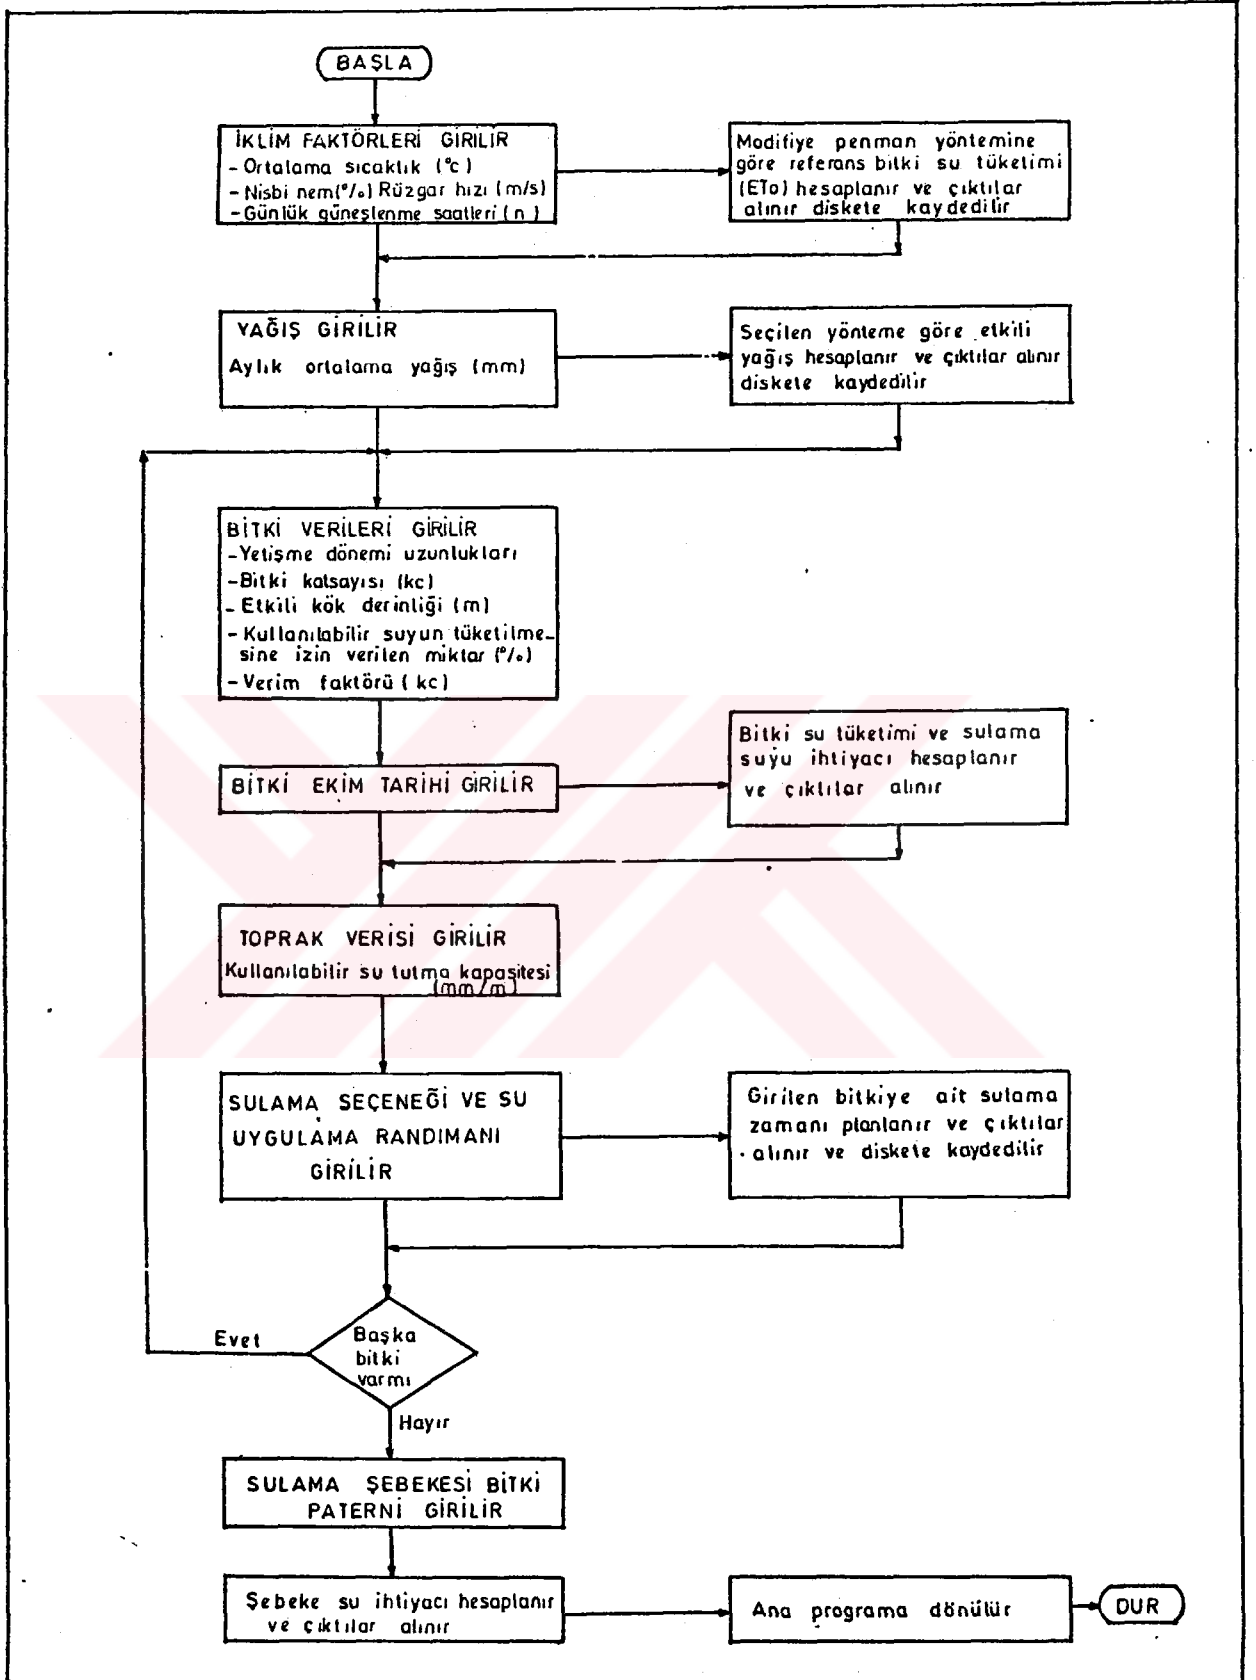 BAŞLA
İKLİM FAKTÖRLERİ GİRİLİR
- Ortalama sıcaklık (°c)
- Nisbi nem(%) Rüzgar hızı (m/s)
- Günlük güneşlenme saatleri (n)
Modifiye penman yöntemine
göre referans bitki su tüketimi
(ETo) hesaplanır ve çıktılar
alınır diskete kaydedilir
YAĞIŞ GİRİLİR
Aylık ortalama yağış (mm)
Seçilen yönteme göre etkili
yağış hesaplanır ve çıktılar alınır
diskete kaydedilir
BİTKİ VERİLERİ GİRİLİR
- Yetişme dönemi uzunlukları
- Bitki katsayısı (kc)
- Etkili kök derinliği (m)
- Kullanılabilir suyun tüketilme-
sine izin verilen miktar (%)
- Verim faktörü (kc)
BİTKİ EKİM TARİHİ GİRİLİR
Bitki su tüketimi ve sulama
suyu ihtiyacı hesaplanır
ve çıktılar alınır
TOPRAK VERİSİ GİRİLİR
Kullanılabilir su tutma kapasitesi
(mm/m)
SULAMA SEÇENEĞİ VE SU
UYGULAMA RANDIMANI
GİRİLİR
Girilen bitkiye ait sulama
zamanı planlanır ve çıktılar
alınır ve diskete kaydedilir
Evet
Başka
bitki
varmı
Hayır
SULAMA ŞEBEKESİ BİTKİ
PATERNİ GİRİLİR
Şebeke su ihtiyacı hesaplanır
ve çıktılar alınır
Ana programa dönülür
DUR